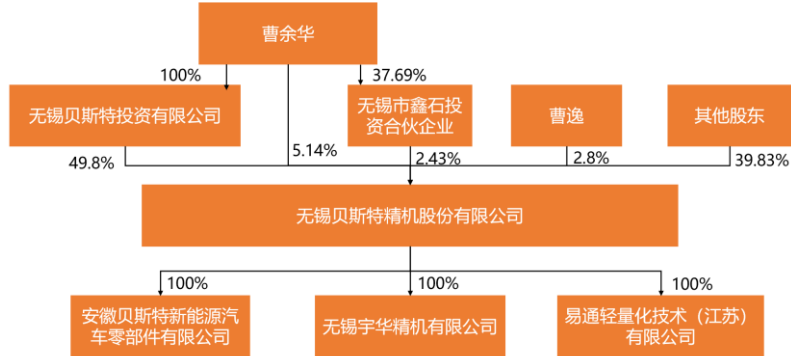 曹余华
100%
37.69%
无锡贝斯特投资有限公司
无锡市鑫石投
资合伙企业
曹逸
其他股东
49.8%
5.14%
2.43%
2.8%
39.83%
无锡贝斯特精机股份有限公司
100%
100%
100%
安徽贝斯特新能源汽
车零部件有限公司
无锡宇华精机有限公司
易通轻量化技术（江苏）
有限公司